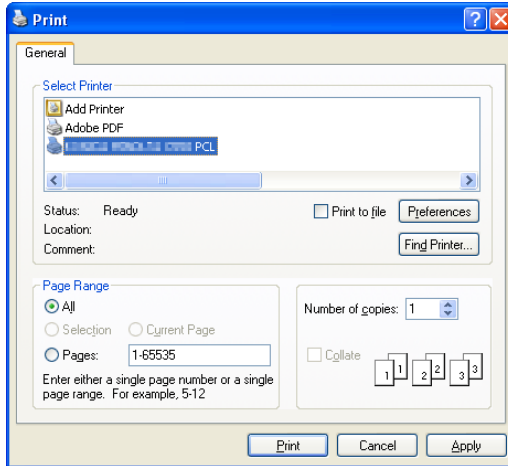 Print
General
Select Printer
Add Printer
Adobe PDF
PCL
Status: Ready
Print to file
Preferences
Location:
Comment:
Find Printer...
Page Range
All
Selection
Current Page
Pages: 1-65535
Enter either a single page number or a single
page range. For example, 5-12
Number of copies: 1
Collate
1 1 2 2 3 3
Print
Cancel
Apply